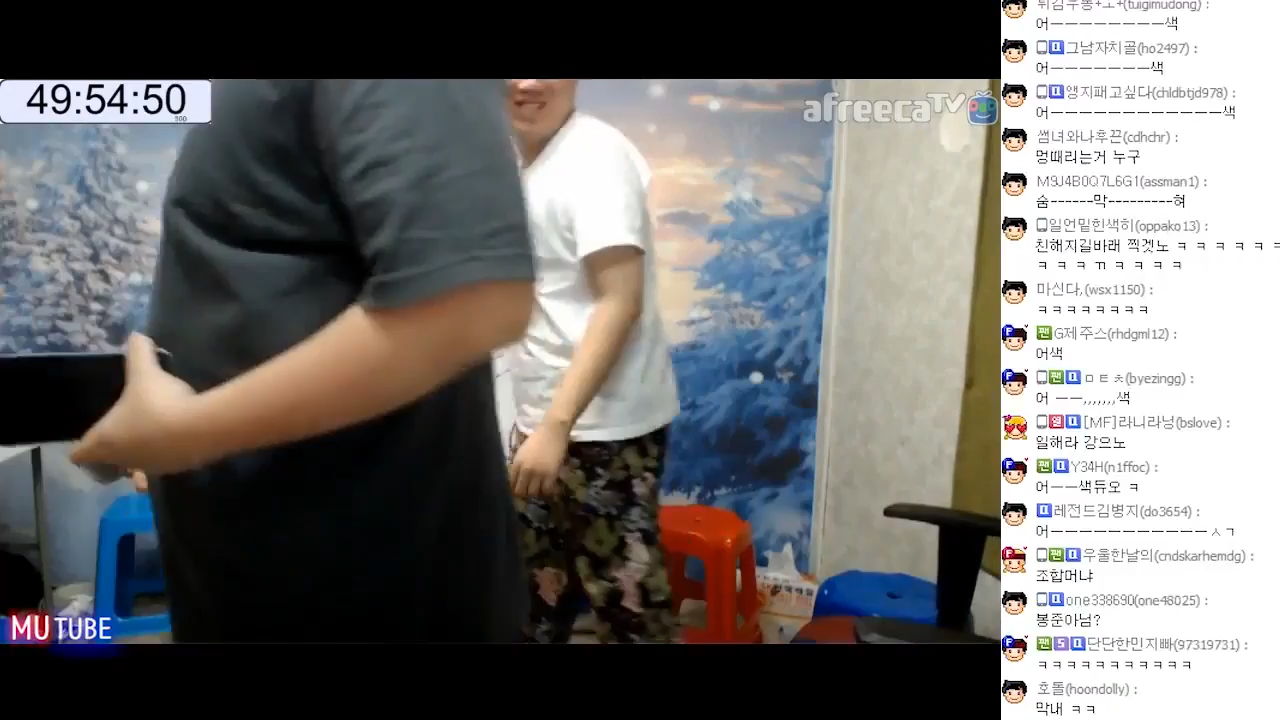 49:54:50
afreecaTV
MU TUBE
튀김우동+고+(tuigimudong) :
어ㅡㅡㅡㅡㅡㅡㅡㅡ색
그남자치골(ho2497) :
어ㅡㅡㅡㅡㅡㅡㅡ색
앵지패고싶다(chldbtjd978) :
어ㅡㅡㅡㅡㅡㅡㅡㅡㅡㅡㅡㅡ색
썸녀와나후끈(cdhchr) :
멍때리는거 누구
M9J4B0Q7L6G1(assman1) :
숨------막---------혀
일언밑힌색히(oppako13) :
친해지길바래 찍겟노 ㅋ ㅋ ㅋ ㅋ ㅋ ㅋ
ㅋ ㅋ ㅋ ㄲ ㅋ ㅋ ㅋ ㅋ
마신다,(wsx1150) :
ㅋㅋㅋㅋㅋㅋㅋㅋ
팬 G제주스(rhdgml12) :
어색
팬 ㅁㅌㅊ(byezingg) :
어 ㅡㅡ,,,,,,,색
열 [MF]라니라넝(bslove) :
일해라 강으노
팬 Y34H(n1ffoc) :
어ㅡㅡ색듀오 ㅋ
레전드김병지(do3654) :
어ㅡㅡㅡㅡㅡㅡㅡㅡㅡㅡㅡㅡㅅㄱ
팬 우울한날의(cndskarhemdg) :
조합머냐
one338690(one48025) :
봉준아님?
팬 S 단단한민지빠(97319731) :
ㅋㅋㅋㅋㅋㅋㅋㅋㅋㅋㅋ
호돌(hoondolly) :
막내 ㅋㅋ